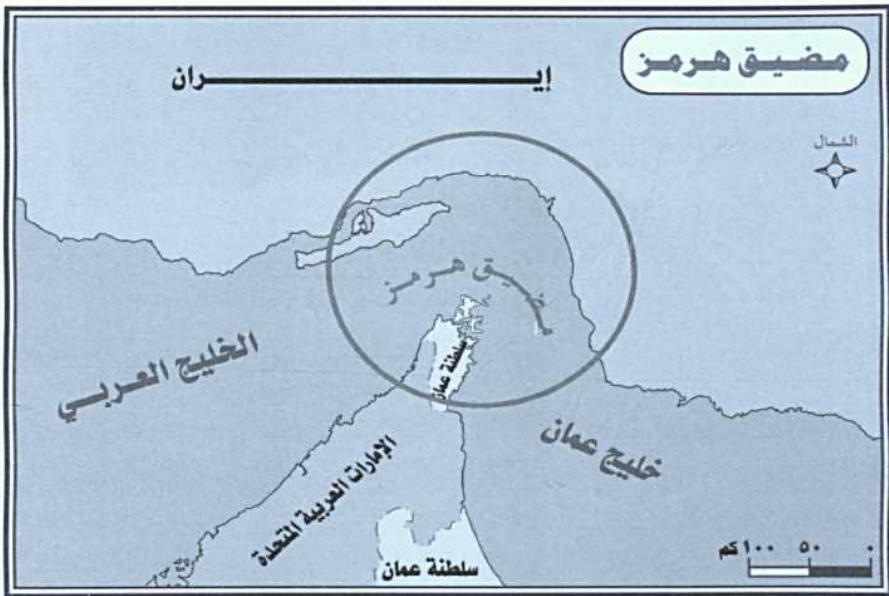 مضيق هرمز
إيران
الشمال
مضيق هرمز
سلطنة عمان
الخليج العربي
خليج عمان
الإمارات العربية المتحدة
سلطنة عمان
٠ ٥٠ ١٠٠ كم